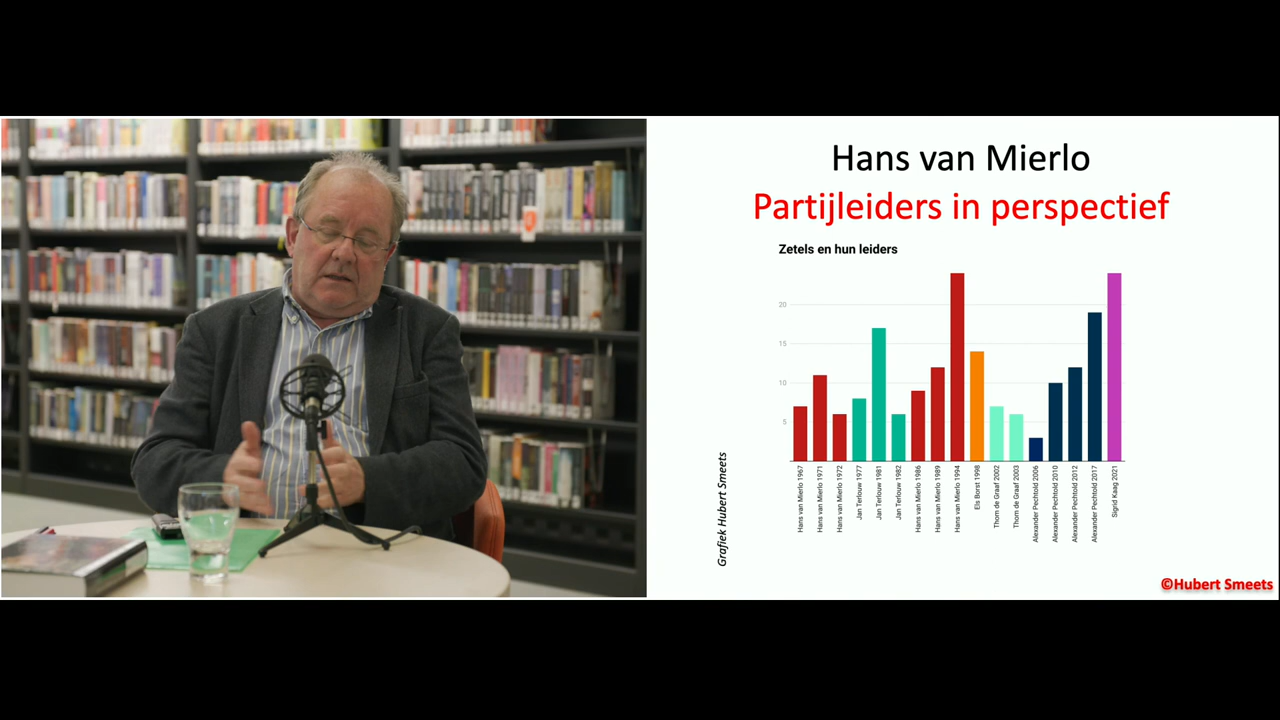 Hans van Mierlo
Partijleiders in perspectief
Zetels en hun leiders
20
15
10
5
Hans van Mierlo 1967
Hans van Mierlo 1971
Hans van Mierlo 1972
Jan Terlouw 1977
Jan Terlouw 1981
Jan Terlouw 1982
Hans van Mierlo 1986
Hans van Mierlo 1989
Hans van Mierlo 1994
Els Borst 1998
Thom de Graaf 2002
Thom de Graaf 2003
Alexander Pechtold 2006
Alexander Pechtold 2010
Alexander Pechtold 2012
Alexander Pechtold 2017
Sigrid Kaag 2021
Grafiek Hubert Smeets
©Hubert Smeets